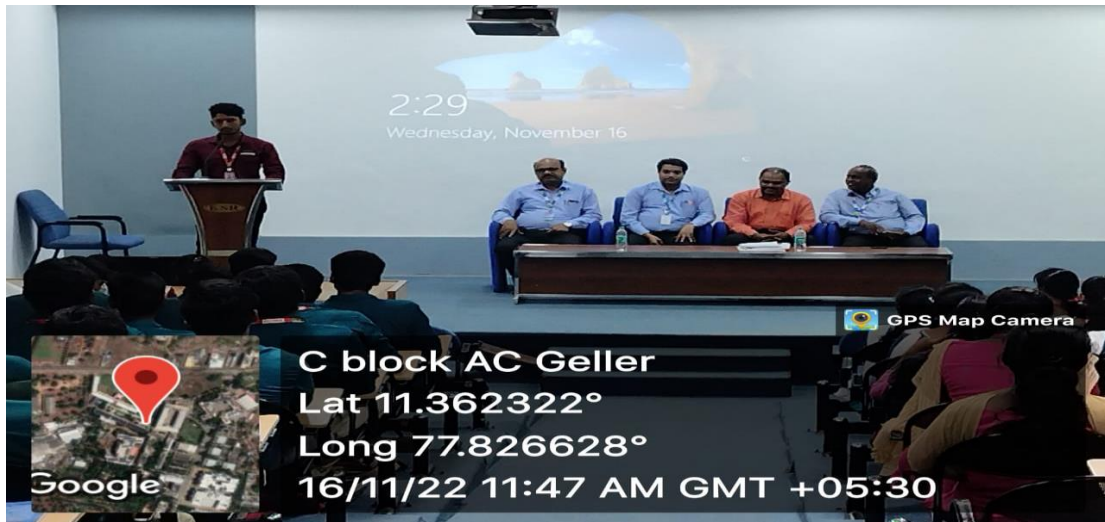 2:29
Wednesday, November 16
KSR
GPS Map Camera
C block AC Geller
Lat 11.362322°
Long 77.826628°
16/11/22 11:47 AM GMT +05:30
Google